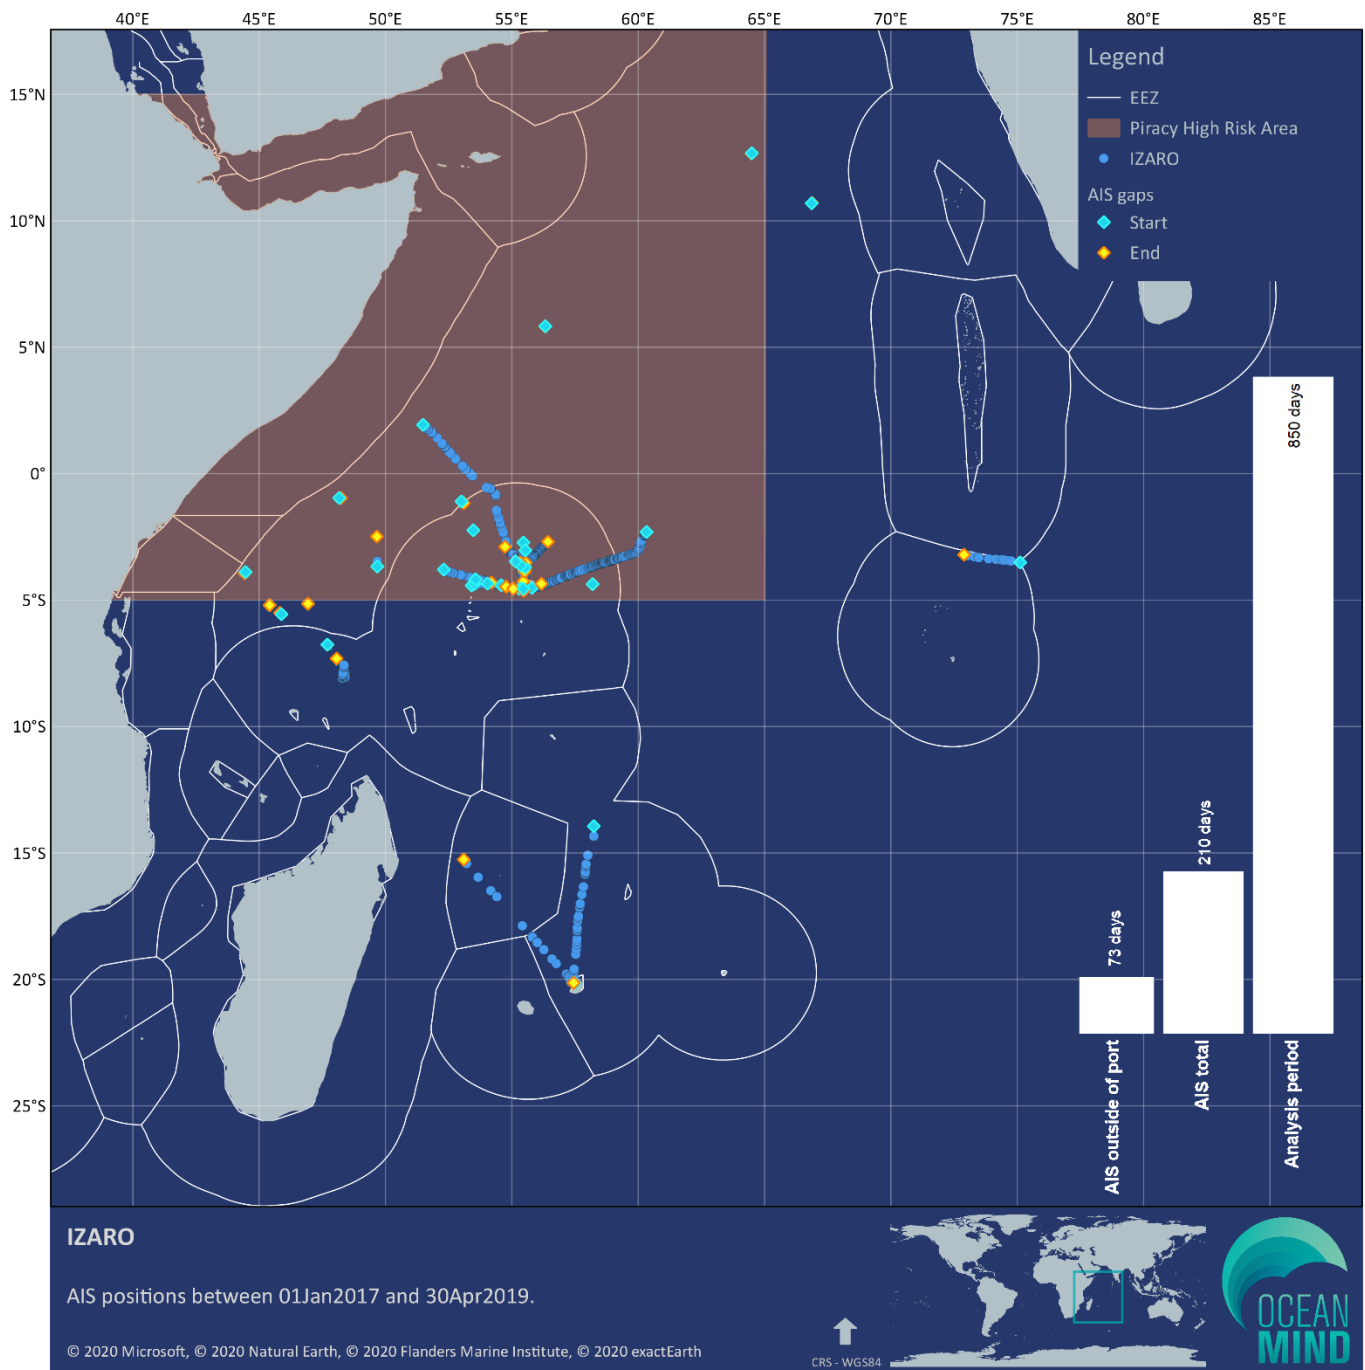 40°E 45°E 50°E 55°E 60°E 65°E 70°E 75°E 80°E 85°E
Legend
15°N
EEZ
Piracy High Risk Area
IZARO
AIS gaps
10°N
Start
End
5°N
850 days
0°
5°S
10°S
15°S
210 days
73 days
20°S
25°S
AIS outside of port
AIS total
Analysis period
IZARO
AIS positions between 01Jan2017 and 30Apr2019.
© 2020 Microsoft, © 2020 Natural Earth, © 2020 Flanders Marine Institute, © 2020 exactEarth
CRS - WGS84
OCEAN
MIND